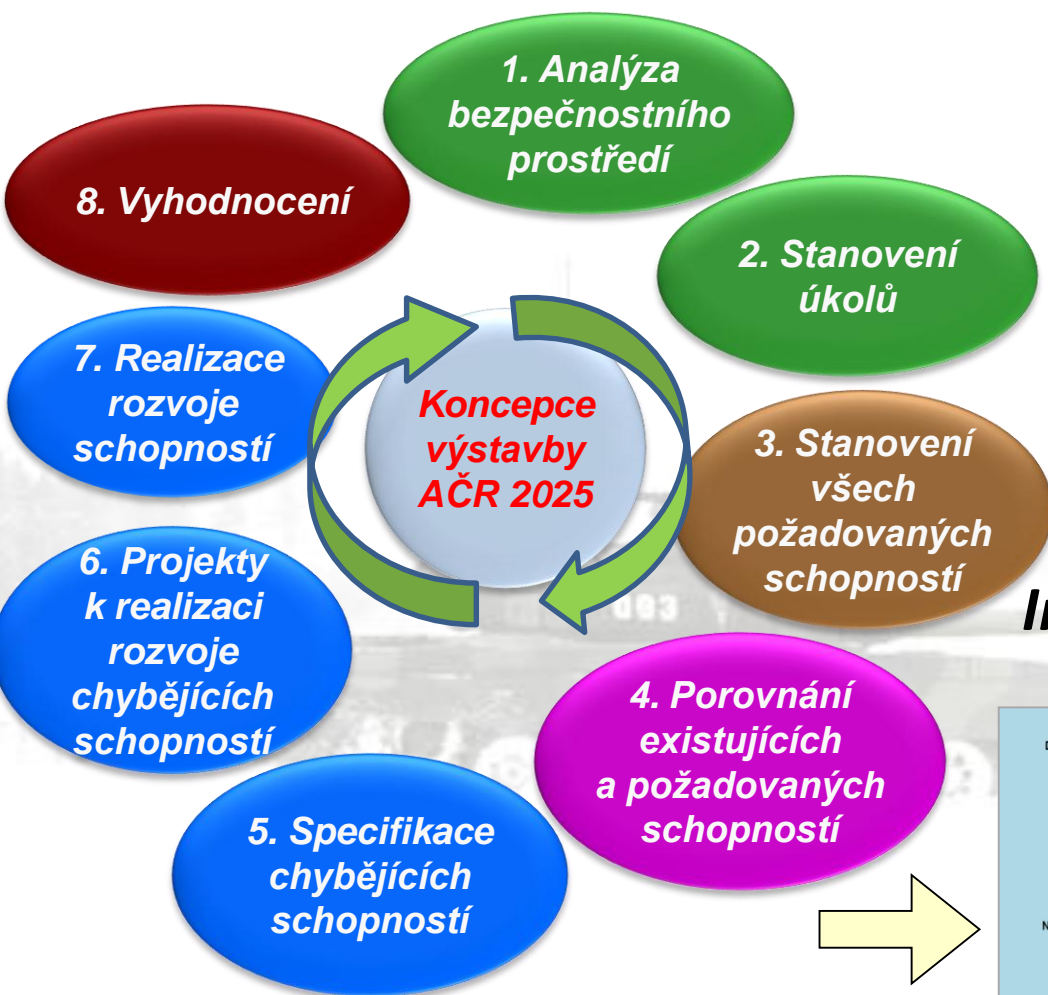 1. Analýza
bezpečnostního
prostředí
2. Stanovení
úkolů
3. Stanovení
všech
požadovaných
schopností
4. Porovnání
existujících
a požadovaných
schopností
5. Specifikace
chybějících
schopností
6. Projekty
k realizaci
rozvoje
chybějících
schopností
7. Realizace
rozvoje
schopností
8. Vyhodnocení
Koncepce
výstavby
AČR 2025